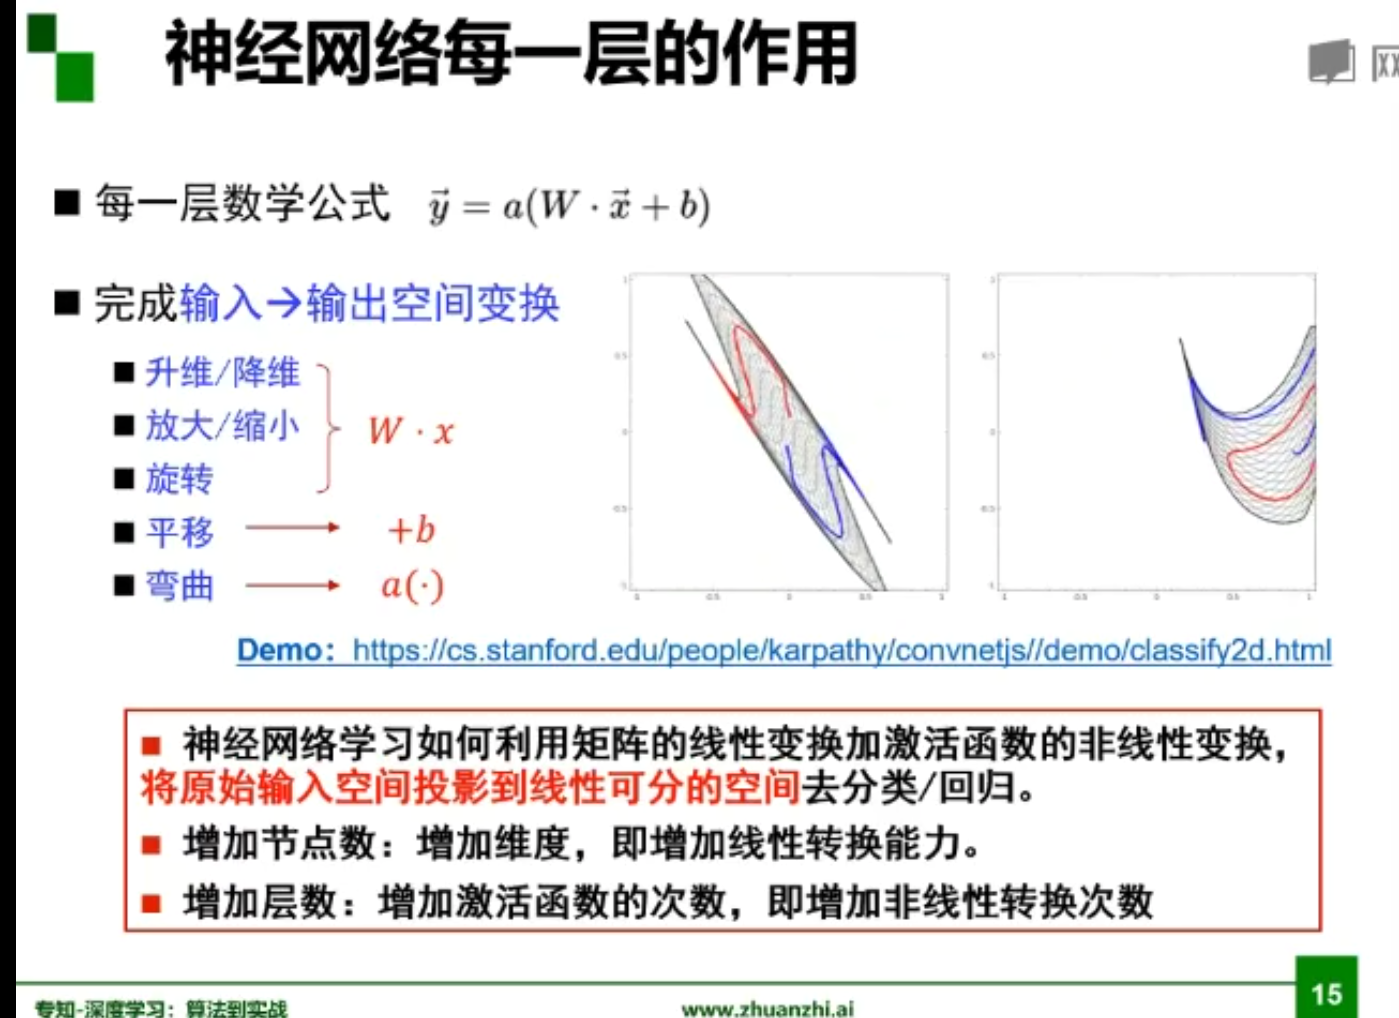 神经网络每一层的作用
网
■ 每一层数学公式 $\vec{y} = a(W \cdot \vec{x} + b)$
■ 完成输入→输出空间变换
■ 升维/降维
■ 放大/缩小 W · x
■ 旋转
■ 平移 → +b
■ 弯曲 → a(·)
Demo：https://cs.stanford.edu/people/karpathy/convnetjs//demo/classify2d.html
■ 神经网络学习如何利用矩阵的线性变换加激活函数的非线性变换，
将原始输入空间投影到线性可分的空间去分类/回归。
■ 增加节点数：增加维度，即增加线性转换能力。
■ 增加层数：增加激活函数的次数，即增加非线性转换次数
专知-深度学习：算法到实战 www.zhuanzhi.ai 15